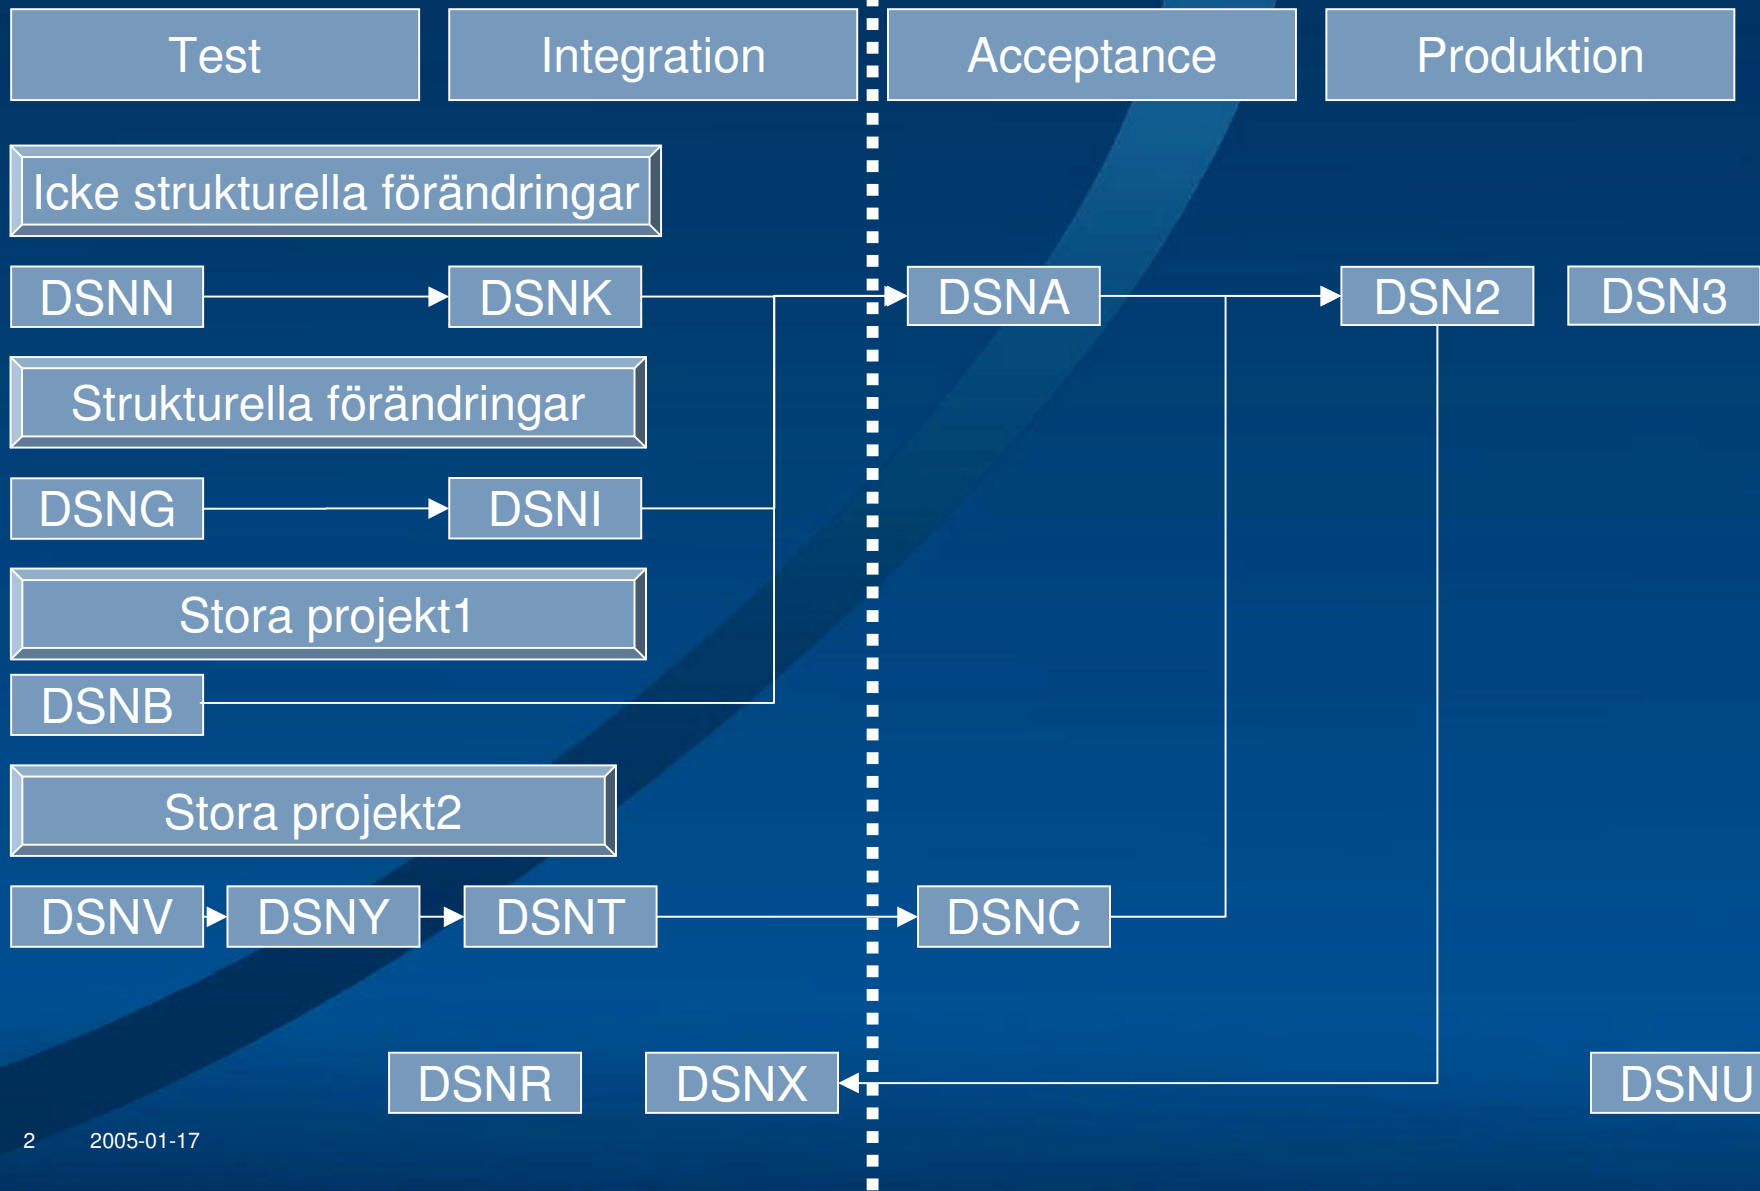 Test
Integration
Acceptance
Produktion
Icke strukturella förändringar
DSNN
DSNK
DSNA
DSN2
DSN3
Strukturella förändringar
DSNG
DSNI
Stora projekt1
DSNB
Stora projekt2
DSNV
DSNY
DSNT
DSNC
DSNR
DSNX
DSNU
2
2005-01-17